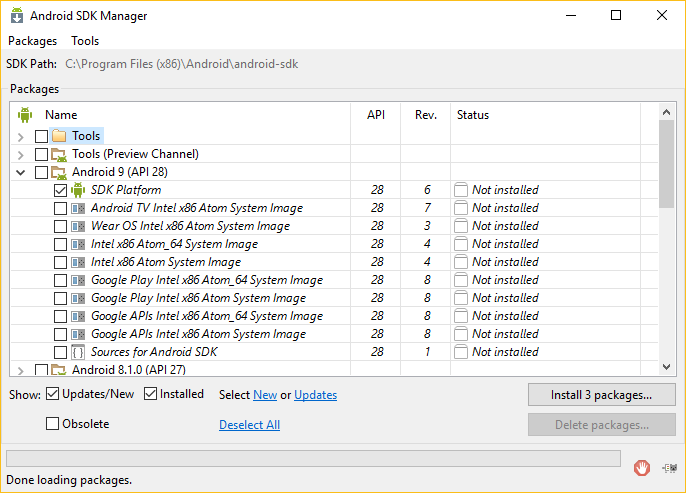 Android SDK Manager
Packages Tools
SDK Path: C:\Program Files (x86)\Android\android-sdk
Packages
Name API Rev. Status
Tools
Tools (Preview Channel)
Android 9 (API 28)
SDK Platform 28 6 Not installed
Android TV Intel x86 Atom System Image 28 7 Not installed
Wear OS Intel x86 Atom System Image 28 3 Not installed
Intel x86 Atom_64 System Image 28 4 Not installed
Intel x86 Atom System Image 28 4 Not installed
Google Play Intel x86 Atom_64 System Image 28 8 Not installed
Google Play Intel x86 Atom System Image 28 8 Not installed
Google APIs Intel x86 Atom_64 System Image 28 8 Not installed
Google APIs Intel x86 Atom System Image 28 8 Not installed
Sources for Android SDK 28 1 Not installed
Android 8.1.0 (API 27)
Show: Updates/New Installed Select New or Updates Install 3 packages...
Obsolete Deselect All Delete packages...
Done loading packages.